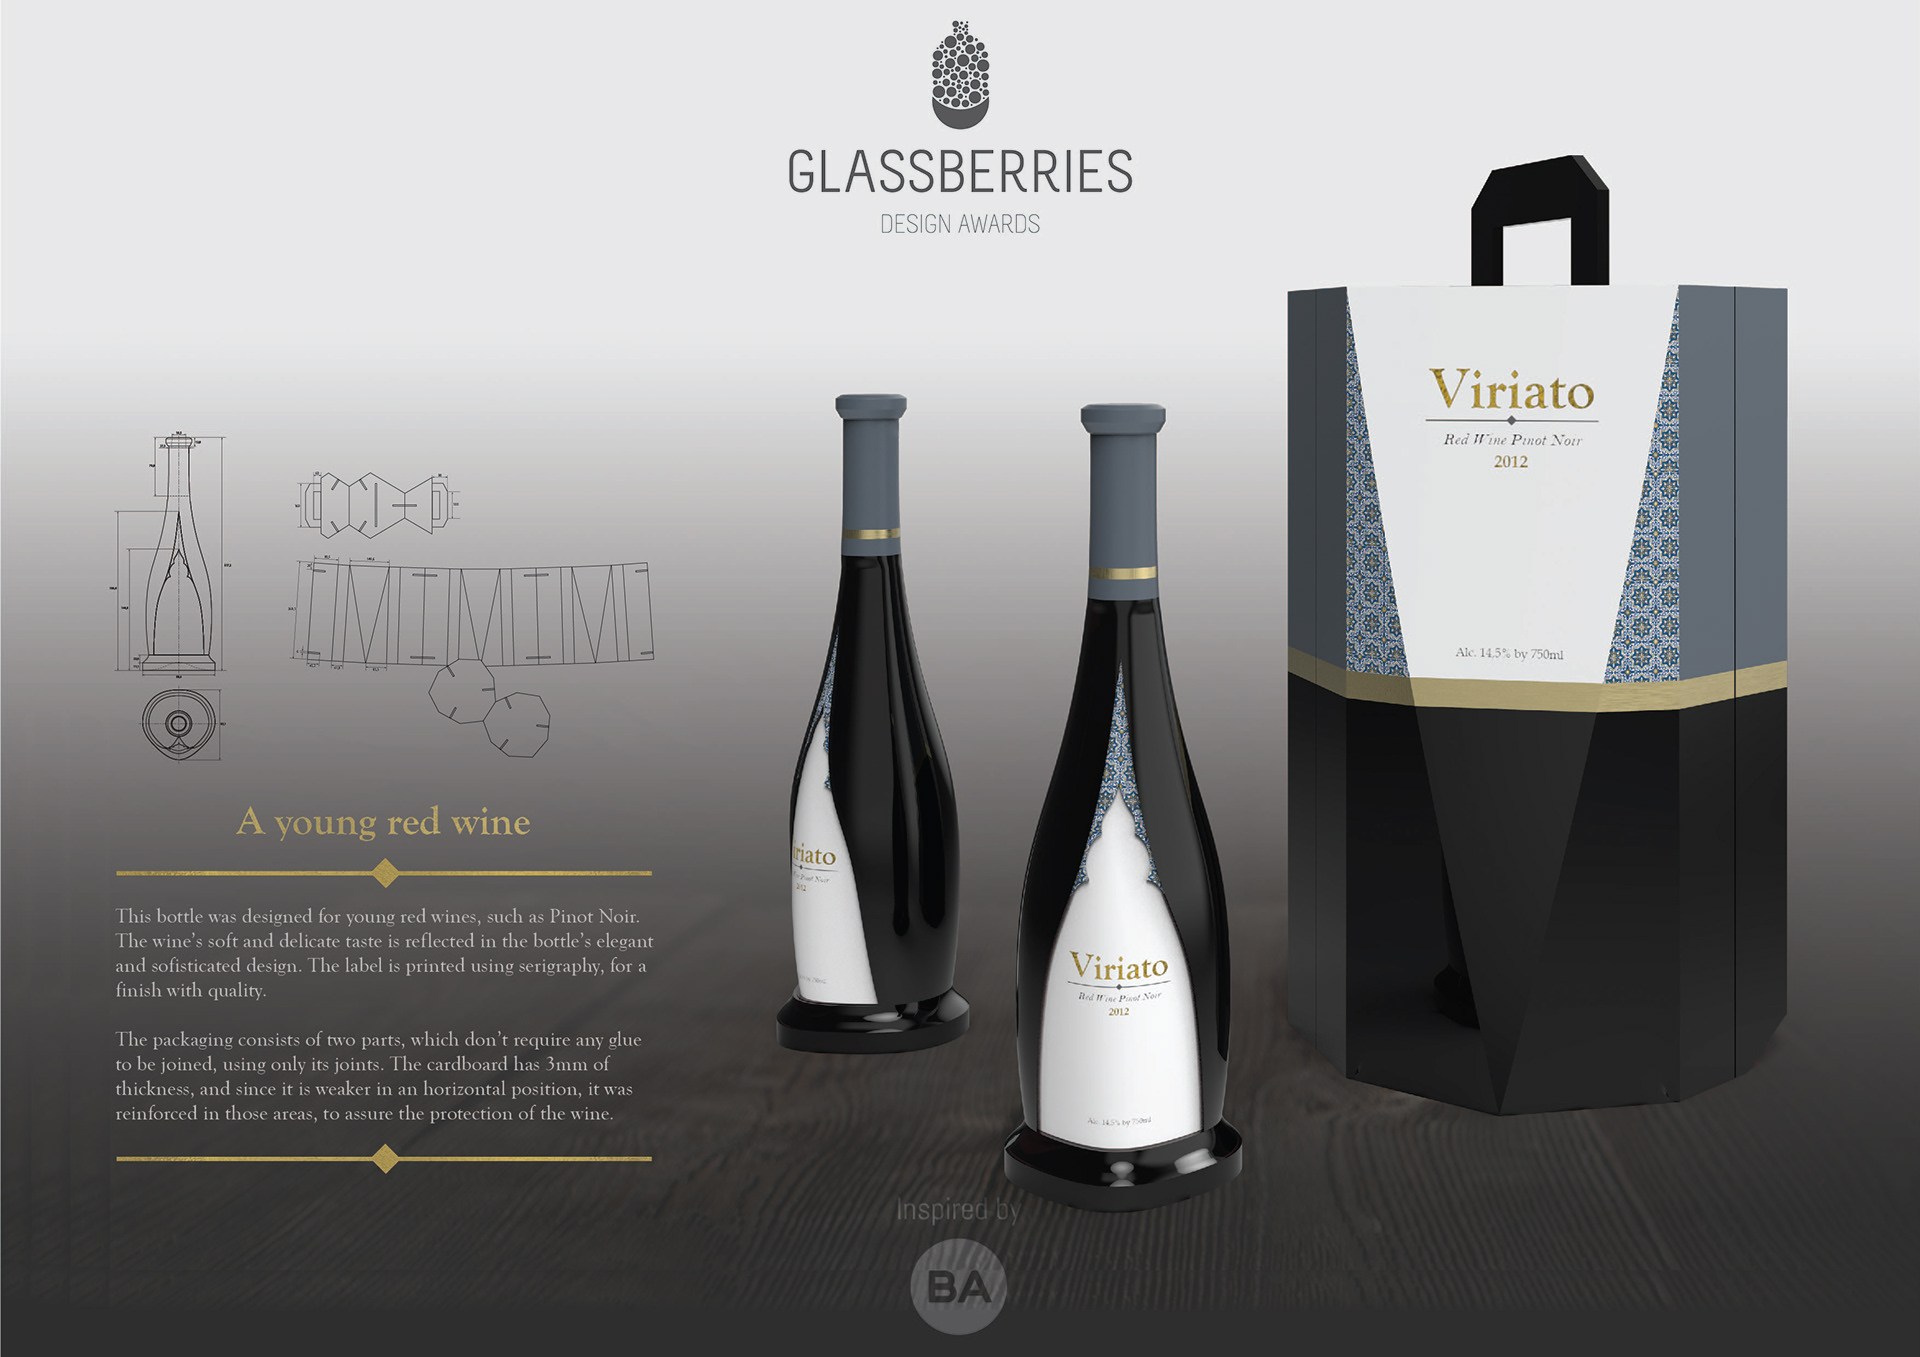 GLASSBERRIES
DESIGN AWARDS
Viriato
Red Wine Pinot Noir
2012
Alc. 14,5% by 750ml
A young red wine
This bottle was designed for young red wines, such as Pinot Noir.
The wine's soft and delicate taste is reflected in the bottle's elegant
and sofisticated design. The label is printed using serigraphy, for a
finish with quality.
The packaging consists of two parts, which don't require any glue
to be joined, using only its joints. The cardboard has 3mm of
thickness, and since it is weaker in an horizontal position, it was
reinforced in those areas, to assure the protection of the wine.
iriato
Pinot Noir
2012
750ml
Viriato
Red Wine Pinot Noir
2012
Alc. 14,5% by 750ml
Inspired by
BA